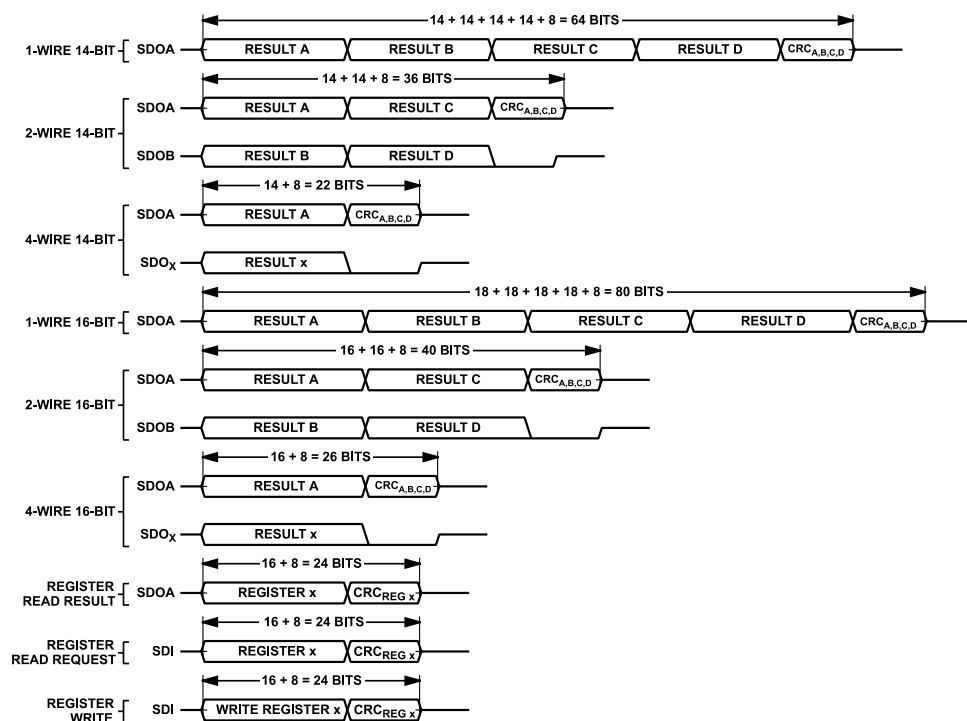 14 + 14 + 14 + 14 + 8 = 64 BITS
1-WIRE 14-BIT SDOA RESULT A RESULT B RESULT C RESULT D CRCA,B,C,D
14 + 14 + 8 = 36 BITS
SDOA RESULT A RESULT C CRCA,B,C,D
2-WIRE 14-BIT
SDOB RESULT B RESULT D
14 + 8 = 22 BITS
SDOA RESULT A CRCA,B,C,D
4-WIRE 14-BIT
SDOX RESULT x
18 + 18 + 18 + 18 + 8 = 80 BITS
1-WIRE 16-BIT SDOA RESULT A RESULT B RESULT C RESULT D CRCA,B,C,D
16 + 16 + 8 = 40 BITS
SDOA RESULT A RESULT C CRCA,B,C,D
2-WIRE 16-BIT
SDOB RESULT B RESULT D
16 + 8 = 26 BITS
SDOA RESULT A CRCA,B,C,D
4-WIRE 16-BIT
SDOX RESULT x
16 + 8 = 24 BITS
REGISTER
READ RESULT SDOA REGISTER x CRCREG x
16 + 8 = 24 BITS
REGISTER
READ REQUEST SDI REGISTER x CRCREG x
16 + 8 = 24 BITS
REGISTER
WRITE SDI WRITE REGISTER x CRCREG x